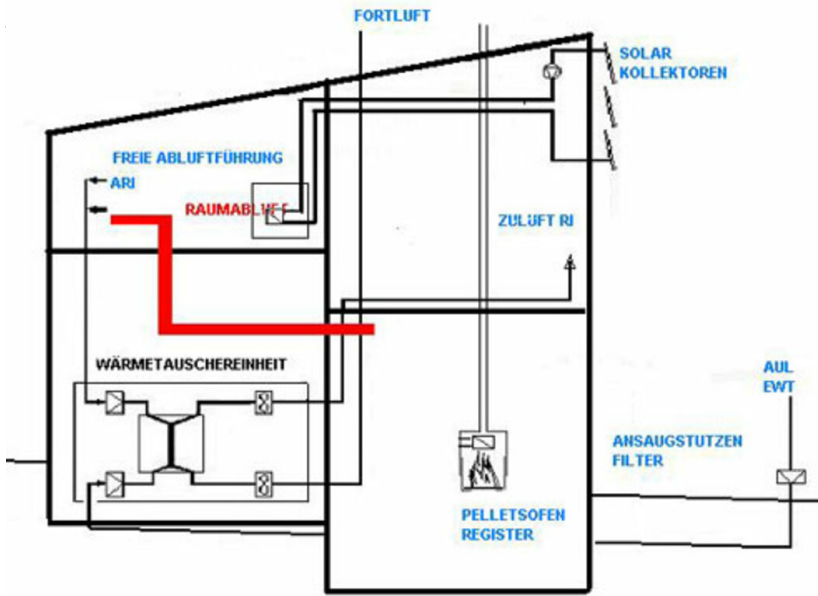 FORTLUFT
SOLAR
KOLLEKTOREN
FREIE ABLUFTFÜHRUNG
ARI
ZULUFT RI
WÄRMETAUSCHEREINHEIT
AUL
EWT
ANSAUGSTUTZEN
FILTER
PELLETSOFEN
REGISTER